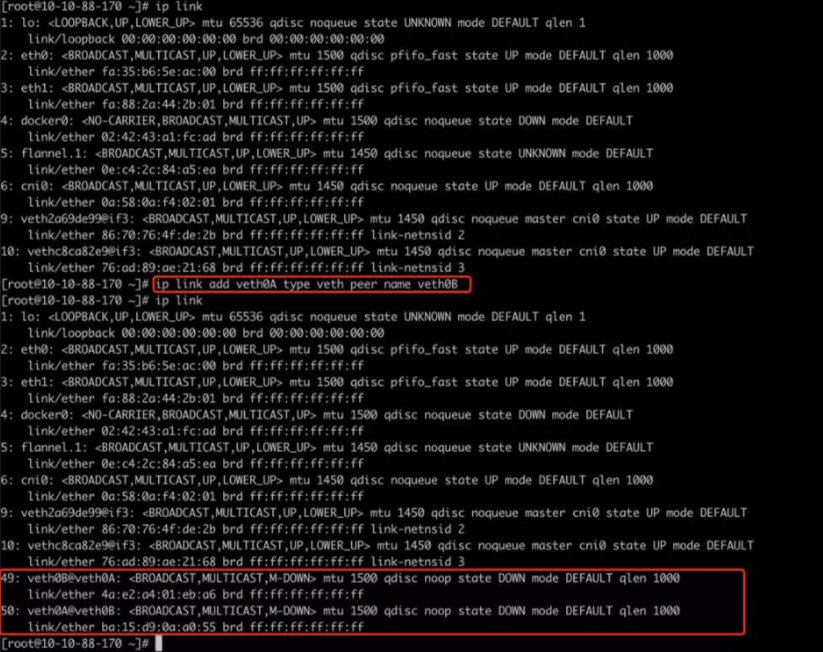 [root@10-10-88-170 ~]# ip link
1: lo: <LOOPBACK,UP,LOWER_UP> mtu 65536 qdisc noqueue state UNKNOWN mode DEFAULT qlen 1
    link/loopback 00:00:00:00:00:00 brd 00:00:00:00:00:00
2: eth0: <BROADCAST,MULTICAST,UP,LOWER_UP> mtu 1500 qdisc pfifo_fast state UP mode DEFAULT qlen 1000
    link/ether fa:35:b6:5e:ac:00 brd ff:ff:ff:ff:ff:ff
3: eth1: <BROADCAST,MULTICAST,UP,LOWER_UP> mtu 1500 qdisc pfifo_fast state UP mode DEFAULT qlen 1000
    link/ether fa:88:2a:44:2b:01 brd ff:ff:ff:ff:ff:ff
4: docker0: <NO-CARRIER,BROADCAST,MULTICAST,UP> mtu 1500 qdisc noqueue state DOWN mode DEFAULT
    link/ether 02:42:43:a1:fc:ad brd ff:ff:ff:ff:ff:ff
5: flannel.1: <BROADCAST,MULTICAST,UP,LOWER_UP> mtu 1450 qdisc noqueue state UNKNOWN mode DEFAULT
    link/ether 0e:c4:2c:84:a5:ea brd ff:ff:ff:ff:ff:ff
6: cni0: <BROADCAST,MULTICAST,UP,LOWER_UP> mtu 1450 qdisc noqueue state UP mode DEFAULT qlen 1000
    link/ether 0a:58:0a:f4:02:01 brd ff:ff:ff:ff:ff:ff
9: veth2a69de99@if3: <BROADCAST,MULTICAST,UP,LOWER_UP> mtu 1450 qdisc noqueue master cni0 state UP mode DEFAULT
    link/ether 86:70:76:4f:de:2b brd ff:ff:ff:ff:ff:ff link-netnsid 2
10: vethc8ca82e9@if3: <BROADCAST,MULTICAST,UP,LOWER_UP> mtu 1450 qdisc noqueue master cni0 state UP mode DEFAULT
    link/ether 76:ad:89:ae:21:68 brd ff:ff:ff:ff:ff:ff link-netnsid 3
[root@10-10-88-170 ~]# ip link add veth0A type veth peer name veth0B
[root@10-10-88-170 ~]# ip link
1: lo: <LOOPBACK,UP,LOWER_UP> mtu 65536 qdisc noqueue state UNKNOWN mode DEFAULT qlen 1
    link/loopback 00:00:00:00:00:00 brd 00:00:00:00:00:00
2: eth0: <BROADCAST,MULTICAST,UP,LOWER_UP> mtu 1500 qdisc pfifo_fast state UP mode DEFAULT qlen 1000
    link/ether fa:35:b6:5e:ac:00 brd ff:ff:ff:ff:ff:ff
3: eth1: <BROADCAST,MULTICAST,UP,LOWER_UP> mtu 1500 qdisc pfifo_fast state UP mode DEFAULT qlen 1000
    link/ether fa:88:2a:44:2b:01 brd ff:ff:ff:ff:ff:ff
4: docker0: <NO-CARRIER,BROADCAST,MULTICAST,UP> mtu 1500 qdisc noqueue state DOWN mode DEFAULT
    link/ether 02:42:43:a1:fc:ad brd ff:ff:ff:ff:ff:ff
5: flannel.1: <BROADCAST,MULTICAST,UP,LOWER_UP> mtu 1450 qdisc noqueue state UNKNOWN mode DEFAULT
    link/ether 0e:c4:2c:84:a5:ea brd ff:ff:ff:ff:ff:ff
6: cni0: <BROADCAST,MULTICAST,UP,LOWER_UP> mtu 1450 qdisc noqueue state UP mode DEFAULT qlen 1000
    link/ether 0a:58:0a:f4:02:01 brd ff:ff:ff:ff:ff:ff
9: veth2a69de99@if3: <BROADCAST,MULTICAST,UP,LOWER_UP> mtu 1450 qdisc noqueue master cni0 state UP mode DEFAULT
    link/ether 86:70:76:4f:de:2b brd ff:ff:ff:ff:ff:ff link-netnsid 2
10: vethc8ca82e9@if3: <BROADCAST,MULTICAST,UP,LOWER_UP> mtu 1450 qdisc noqueue master cni0 state UP mode DEFAULT
    link/ether 76:ad:89:ae:21:68 brd ff:ff:ff:ff:ff:ff link-netnsid 3
49: veth0B@veth0A: <BROADCAST,MULTICAST,M-DOWN> mtu 1500 qdisc noop state DOWN mode DEFAULT qlen 1000
    link/ether 4a:e2:a4:01:eb:a6 brd ff:ff:ff:ff:ff:ff
50: veth0A@veth0B: <BROADCAST,MULTICAST,M-DOWN> mtu 1500 qdisc noop state DOWN mode DEFAULT qlen 1000
    link/ether ba:15:d9:0a:a0:55 brd ff:ff:ff:ff:ff:ff
[root@10-10-88-170 ~]#